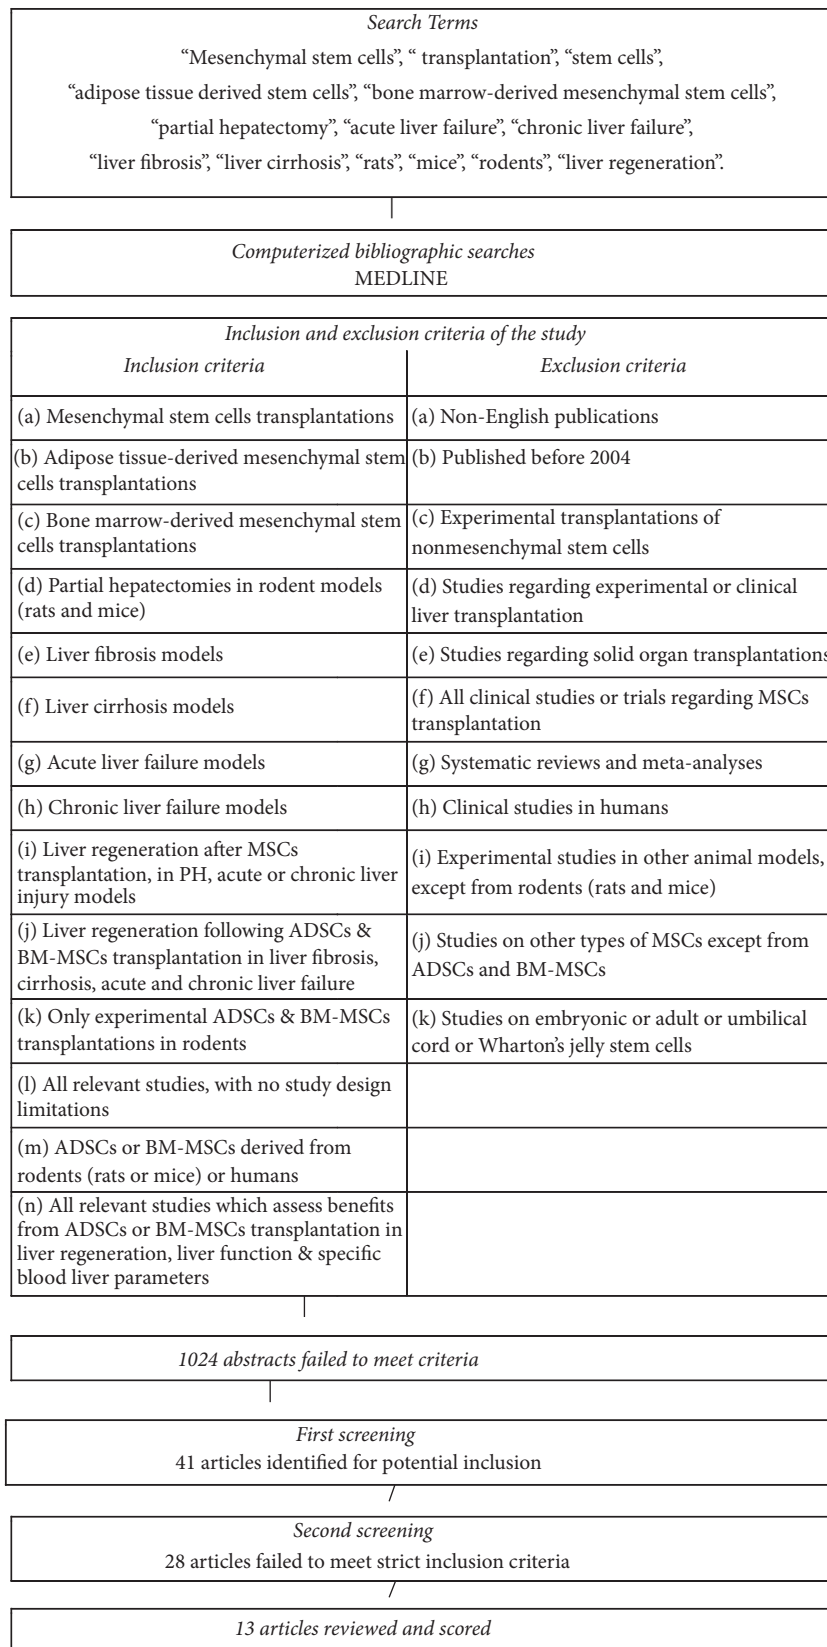 Search Terms
“Mesenchymal stem cells”, “ transplantation”, “stem cells”,
“adipose tissue derived stem cells”, “bone marrow-derived mesenchymal stem cells”,
“partial hepatectomy”, “acute liver failure”, “chronic liver failure”,
“liver fibrosis”, “liver cirrhosis”, “rats”, “mice”, “rodents”, “liver regeneration”.
Computerized bibliographic searches
MEDLINE
Inclusion and exclusion criteria of the study
Inclusion criteria
Exclusion criteria
(a) Mesenchymal stem cells transplantations
(a) Non-English publications
(b) Adipose tissue-derived mesenchymal stem
cells transplantations
(b) Published before 2004
(c) Bone marrow-derived mesenchymal stem
cells transplantations
(c) Experimental transplantations of
nonmesenchymal stem cells
(d) Partial hepatectomies in rodent models
(rats and mice)
(d) Studies regarding experimental or clinical
liver transplantation
(e) Liver fibrosis models
(e) Studies regarding solid organ transplantations
(f) Liver cirrhosis models
(f) All clinical studies or trials regarding MSCs
transplantation
(g) Acute liver failure models
(g) Systematic reviews and meta-analyses
(h) Chronic liver failure models
(h) Clinical studies in humans
(i) Liver regeneration after MSCs
transplantation, in PH, acute or chronic liver
injury models
(i) Experimental studies in other animal models,
except from rodents (rats and mice)
(j) Liver regeneration following ADSCs &
BM-MSCs transplantation in liver fibrosis,
cirrhosis, acute and chronic liver failure
(j) Studies on other types of MSCs except from
ADSCs and BM-MSCs
(k) Only experimental ADSCs & BM-MSCs
transplantations in rodents
(k) Studies on embryonic or adult or umbilical
cord or Wharton’s jelly stem cells
(l) All relevant studies, with no study design
limitations
(m) ADSCs or BM-MSCs derived from
rodents (rats or mice) or humans
(n) All relevant studies which assess benefits
from ADSCs or BM-MSCs transplantation in
liver regeneration, liver function & specific
blood liver parameters
1024 abstracts failed to meet criteria
First screening
41 articles identified for potential inclusion
Second screening
28 articles failed to meet strict inclusion criteria
13 articles reviewed and scored